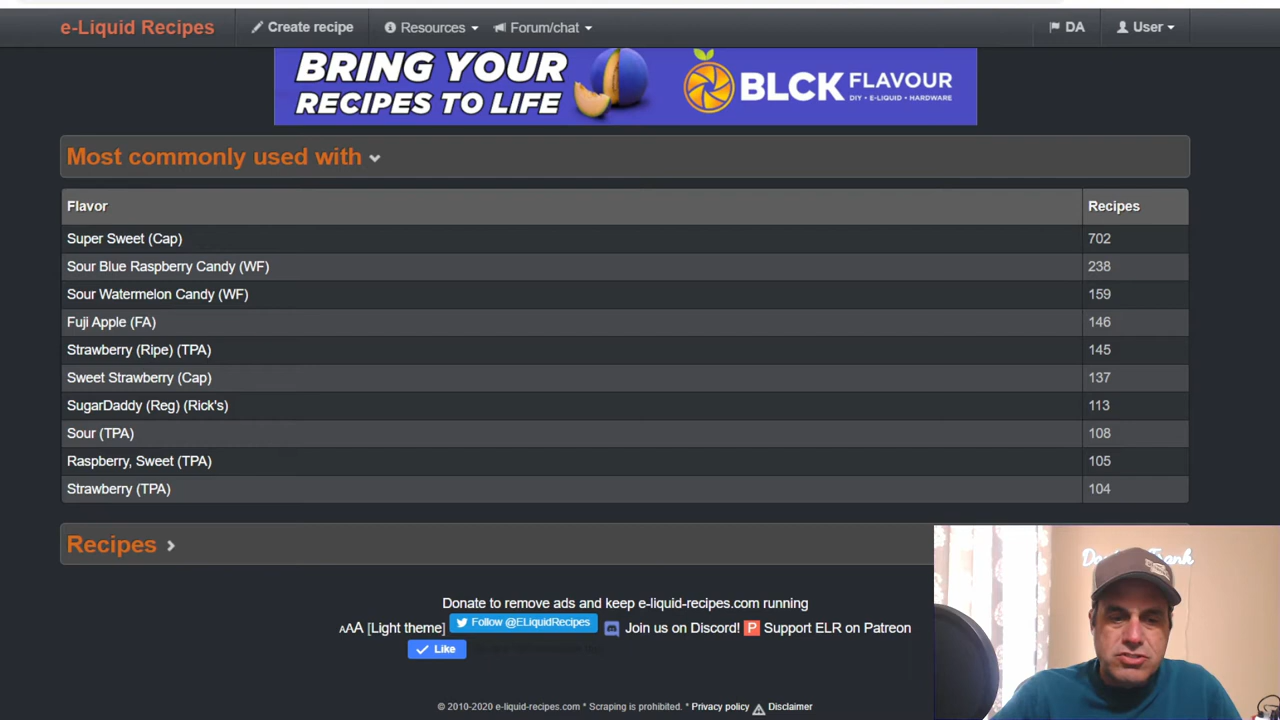 e-Liquid Recipes Create recipe Resources Forum/chat DA User
BRING YOUR
RECIPES TO LIFE
BLCK FLAVOUR
DIY • E-LIQUID • HARDWARE
Most commonly used with
Flavor Recipes
Super Sweet (Cap) 702
Sour Blue Raspberry Candy (WF) 238
Sour Watermelon Candy (WF) 159
Fuji Apple (FA) 146
Strawberry (Ripe) (TPA) 145
Sweet Strawberry (Cap) 137
SugarDaddy (Reg) (Rick's) 113
Sour (TPA) 108
Raspberry, Sweet (TPA) 105
Strawberry (TPA) 104
Recipes
Donate to remove ads and keep e-liquid-recipes.com running
AAA [Light theme] Follow @ELiquidRecipes Join us on Discord! Support ELR on Patreon
Like
© 2010-2020 e-liquid-recipes.com * Scraping is prohibited. * Privacy policy Disclaimer